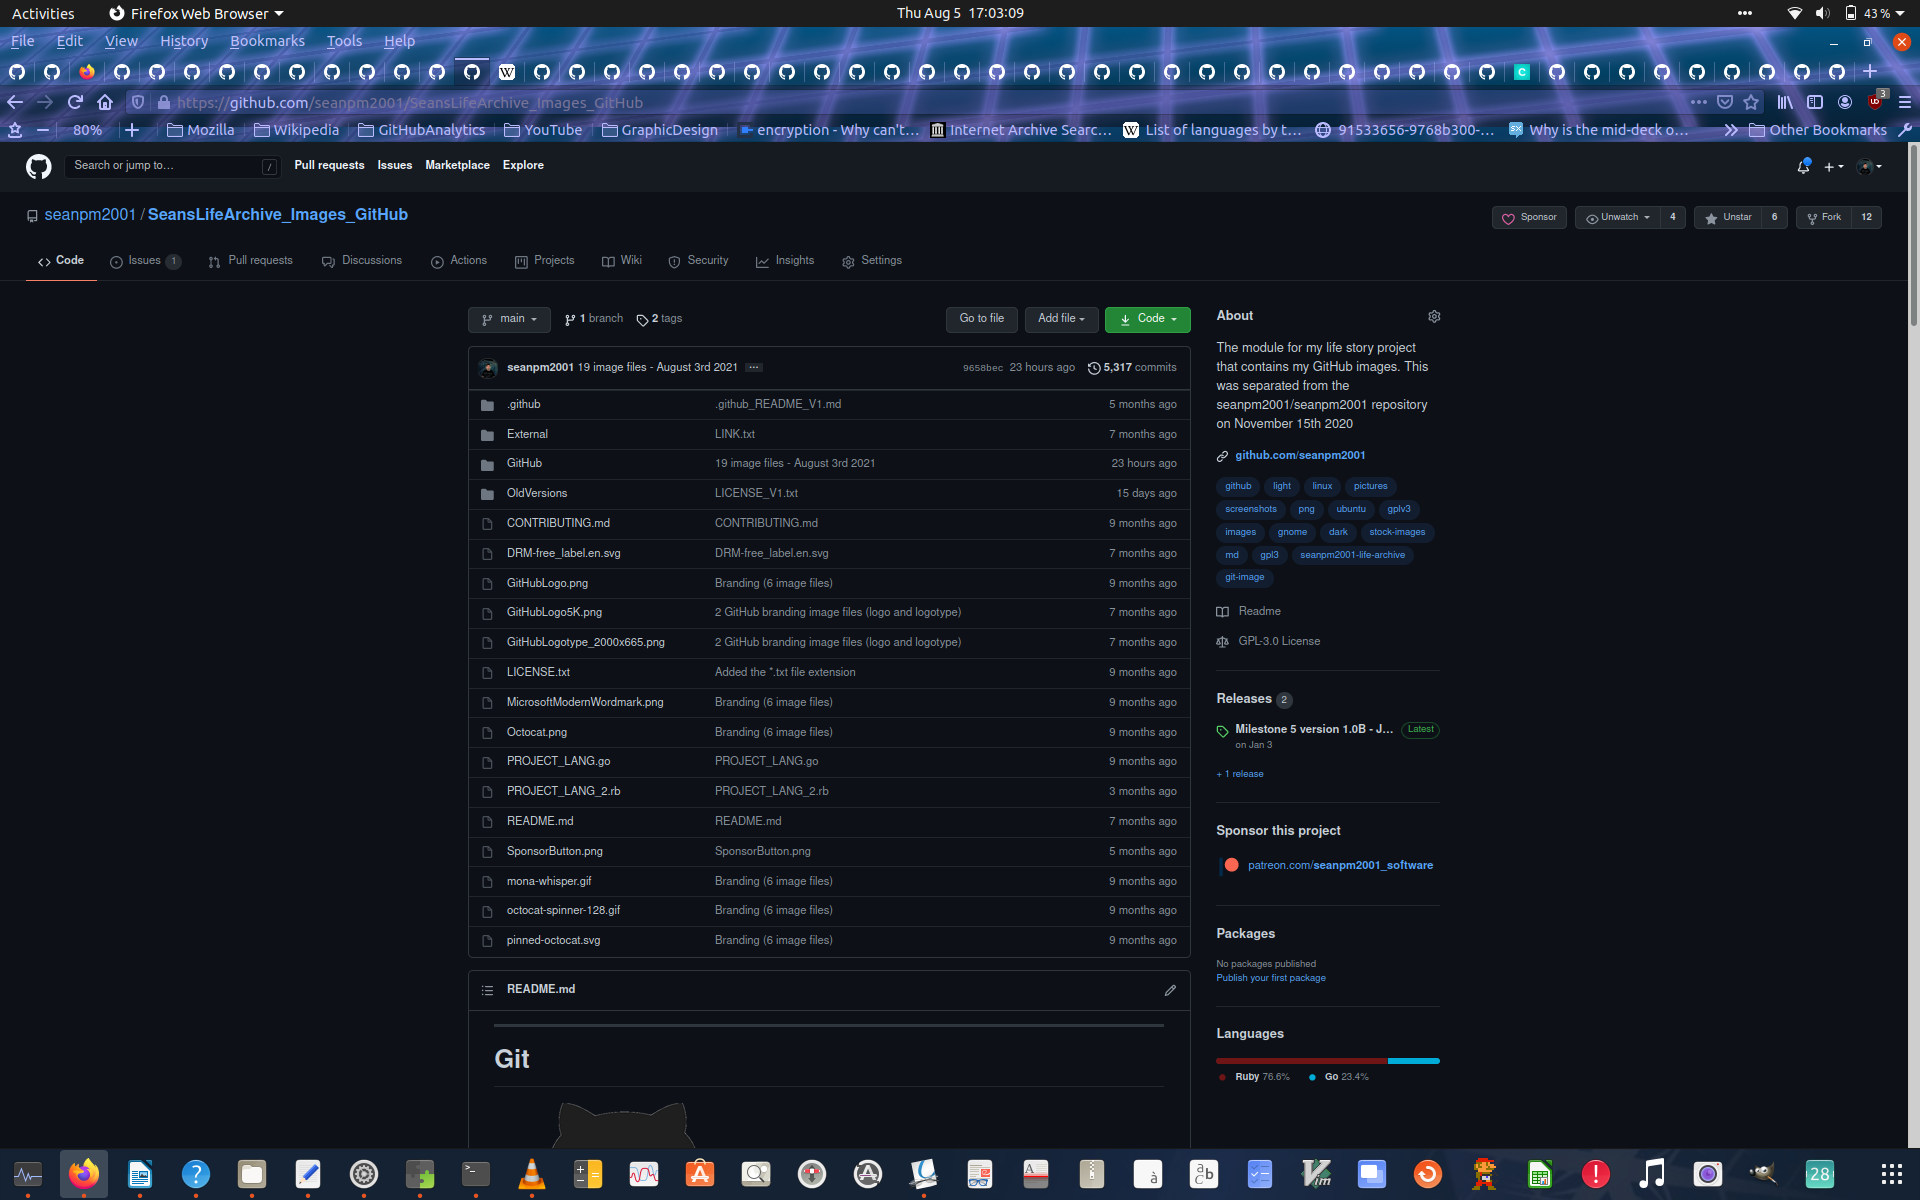 Activities Firefox Web Browser Thu Aug 5 17:03:09 43 %
File Edit View History Bookmarks Tools Help
https://github.com/seanpm2001/SeansLifeArchive_Images_GitHub 3
80% Mozilla Wikipedia GitHubAnalytics YouTube GraphicDesign encryption - Why can't… Internet Archive Searc… List of languages by t… 91533656-9768b300-… Why is the mid-deck o… Other Bookmarks
Search or jump to… / Pull requests Issues Marketplace Explore
seanpm2001 / SeansLifeArchive_Images_GitHub Sponsor Unwatch 4 Unstar 6 Fork 12
Code Issues 1 Pull requests Discussions Actions Projects Wiki Security Insights Settings
main 1 branch 2 tags Go to file Add file Code
seanpm2001 19 image files - August 3rd 2021 … 9658bec 23 hours ago 5,317 commits
.github .github_README_V1.md 5 months ago
External LINK.txt 7 months ago
GitHub 19 image files - August 3rd 2021 23 hours ago
OldVersions LICENSE_V1.txt 15 days ago
CONTRIBUTING.md CONTRIBUTING.md 9 months ago
DRM-free_label.en.svg DRM-free_label.en.svg 7 months ago
GitHubLogo.png Branding (6 image files) 9 months ago
GitHubLogo5K.png 2 GitHub branding image files (logo and logotype) 7 months ago
GitHubLogotype_2000x665.png 2 GitHub branding image files (logo and logotype) 7 months ago
LICENSE.txt Added the *.txt file extension 9 months ago
MicrosoftModernWordmark.png Branding (6 image files) 9 months ago
Octocat.png Branding (6 image files) 9 months ago
PROJECT_LANG.go PROJECT_LANG.go 9 months ago
PROJECT_LANG_2.rb PROJECT_LANG_2.rb 3 months ago
README.md README.md 7 months ago
SponsorButton.png SponsorButton.png 5 months ago
mona-whisper.gif Branding (6 image files) 9 months ago
octocat-spinner-128.gif Branding (6 image files) 9 months ago
pinned-octocat.svg Branding (6 image files) 9 months ago
README.md
Git
About
The module for my life story project
that contains my GitHub images. This
was separated from the
seanpm2001/seanpm2001 repository
on November 15th 2020
github.com/seanpm2001
github light linux pictures
screenshots png ubuntu gplv3
images gnome dark stock-images
md gpl3 seanpm2001-life-archive
git-image
Readme
GPL-3.0 License
Releases 2
Milestone 5 version 1.0B - J… Latest
on Jan 3
+ 1 release
Sponsor this project
patreon.com/seanpm2001_software
Packages
No packages published
Publish your first package
Languages
Ruby 76.6% Go 23.4%
28